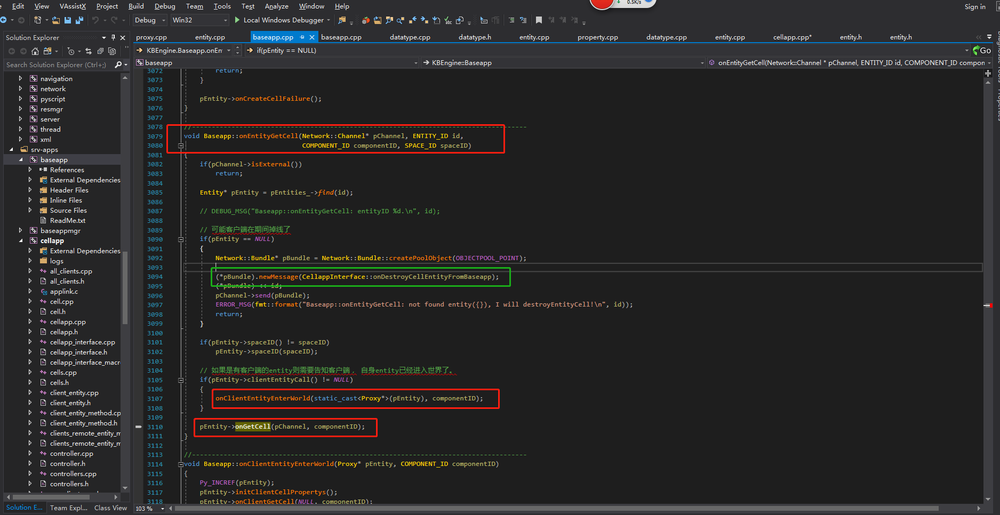 Edit View VAssistX Project Build Debug Team Tools Test Analyze Window Help
0.5K/s
Sign in
Debug Win32 Local Windows Debugger
Solution Explorer
proxy.cpp entity.cpp baseapp.cpp baseapp.cpp datatype.cpp datatype.h entity.cpp property.cpp datatype.cpp entity.cpp cellapp.cpp* entity.h entity.h
KBEngine.Baseapp.onEnt if(pEntity == NULL) Go
Search Solution Explorer (Ctrl+;)
baseapp KBEngine::Baseapp onEntityGetCell(Network::Channel * pChannel, ENTITY_ID id, COMPONENT_ID compon
navigation
network
pyscript
resmgr
server
thread
xml
srv-apps
baseapp
References
External Dependencies
Header Files
Inline Files
Source Files
ReadMe.txt
baseappmgr
cellapp
External Dependencies
logs
all_clients.cpp
all_clients.h
applink.c
cell.cpp
cell.h
cellapp.cpp
cellapp.h
cellapp_interface.cpp
cellapp_interface.h
cellapp_interface_macr
cells.cpp
cells.h
client_entity.cpp
client_entity.h
client_entity_method.cp
client_entity_method.h
clients_remote_entity_m
clients_remote_entity_m
controller.cpp
controller.h
controllers.cpp
controllers.h
Solution E... Team Expl... Class View
3072 return;
3073 }
3074
3075 pEntity->onCreateCellFailure();
3076 }
3077
3078 //-------------------------------------------------------------------------------------
3079 void Baseapp::onEntityGetCell(Network::Channel* pChannel, ENTITY_ID id,
3080 COMPONENT_ID componentID, SPACE_ID spaceID)
3081 {
3082 if(pChannel->isExternal())
3083 return;
3084
3085 Entity* pEntity = pEntities_->find(id);
3086
3087 // DEBUG_MSG("Baseapp::onEntityGetCell: entityID %d.\n", id);
3088
3089 // 可能客户端在期间掉线了
3090 if(pEntity == NULL)
3091 {
3092 Network::Bundle* pBundle = Network::Bundle::createPoolObject(OBJECTPOOL_POINT);
3093
3094 (*pBundle).newMessage(CellappInterface::onDestroyCellEntityFromBaseapp);
3095 (*pBundle) << id;
3096 pChannel->send(pBundle);
3097 ERROR_MSG(fmt::format("Baseapp::onEntityGetCell: not found entity({}), I will destroyEntityCell!\n", id));
3098 return;
3099 }
3100
3101 if(pEntity->spaceID() != spaceID)
3102 pEntity->spaceID(spaceID);
3103
3104 // 如果是有客户端的entity则需要告知客户端， 自身entity已经进入世界了。
3105 if(pEntity->clientEntityCall() != NULL)
3106 {
3107 onClientEntityEnterWorld(static_cast<Proxy*>(pEntity), componentID);
3108 }
3109
3110 pEntity->onGetCell(pChannel, componentID);
3111 }
3112
3113 //-------------------------------------------------------------------------------------
3114 void Baseapp::onClientEntityEnterWorld(Proxy* pEntity, COMPONENT_ID componentID)
3115 {
3116 Py_INCREF(pEntity);
3117 pEntity->initClientCellPropertys();
3118 pEntity->onClientGetCell(NULL, componentID);
103 %